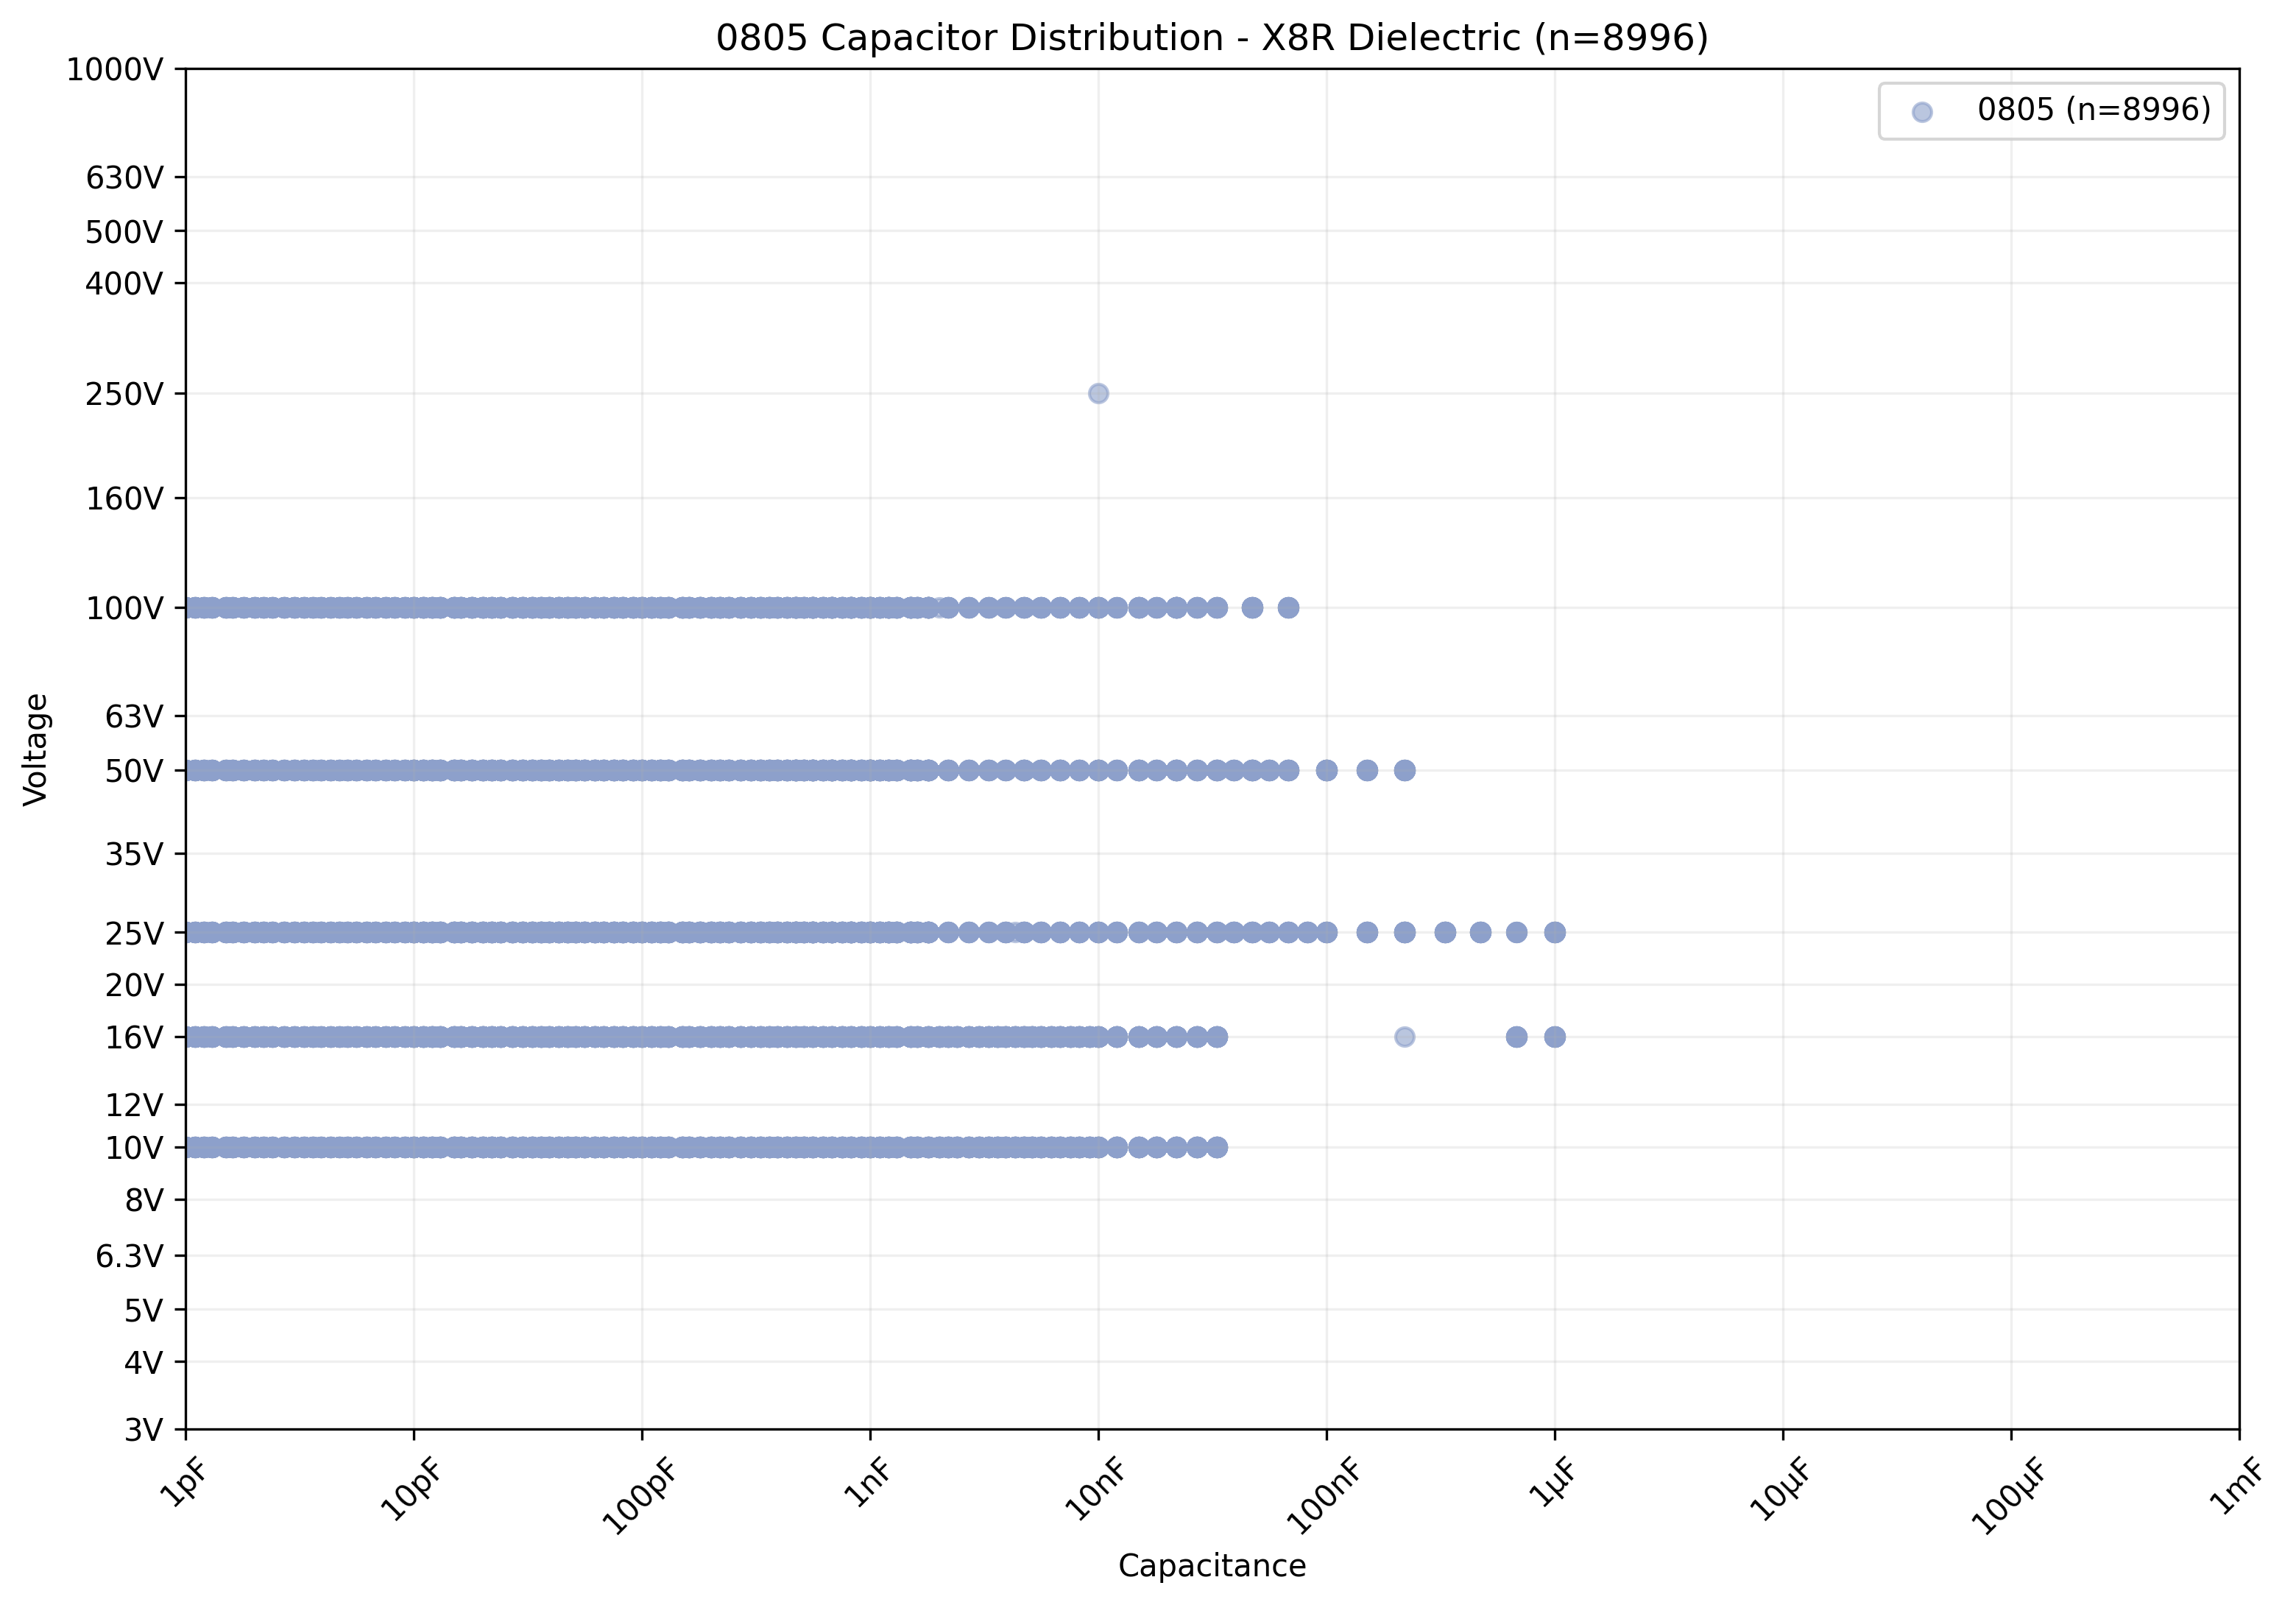 0805 Capacitor Distribution - X8R Dielectric (n=8996)
0805 (n=8996)
Voltage
1000V
630V
500V
400V
250V
160V
100V
63V
50V
35V
25V
20V
16V
12V
10V
8V
6.3V
5V
4V
3V
1pF
10pF
100pF
1nF
10nF
100nF
1μF
10μF
100μF
1mF
Capacitance